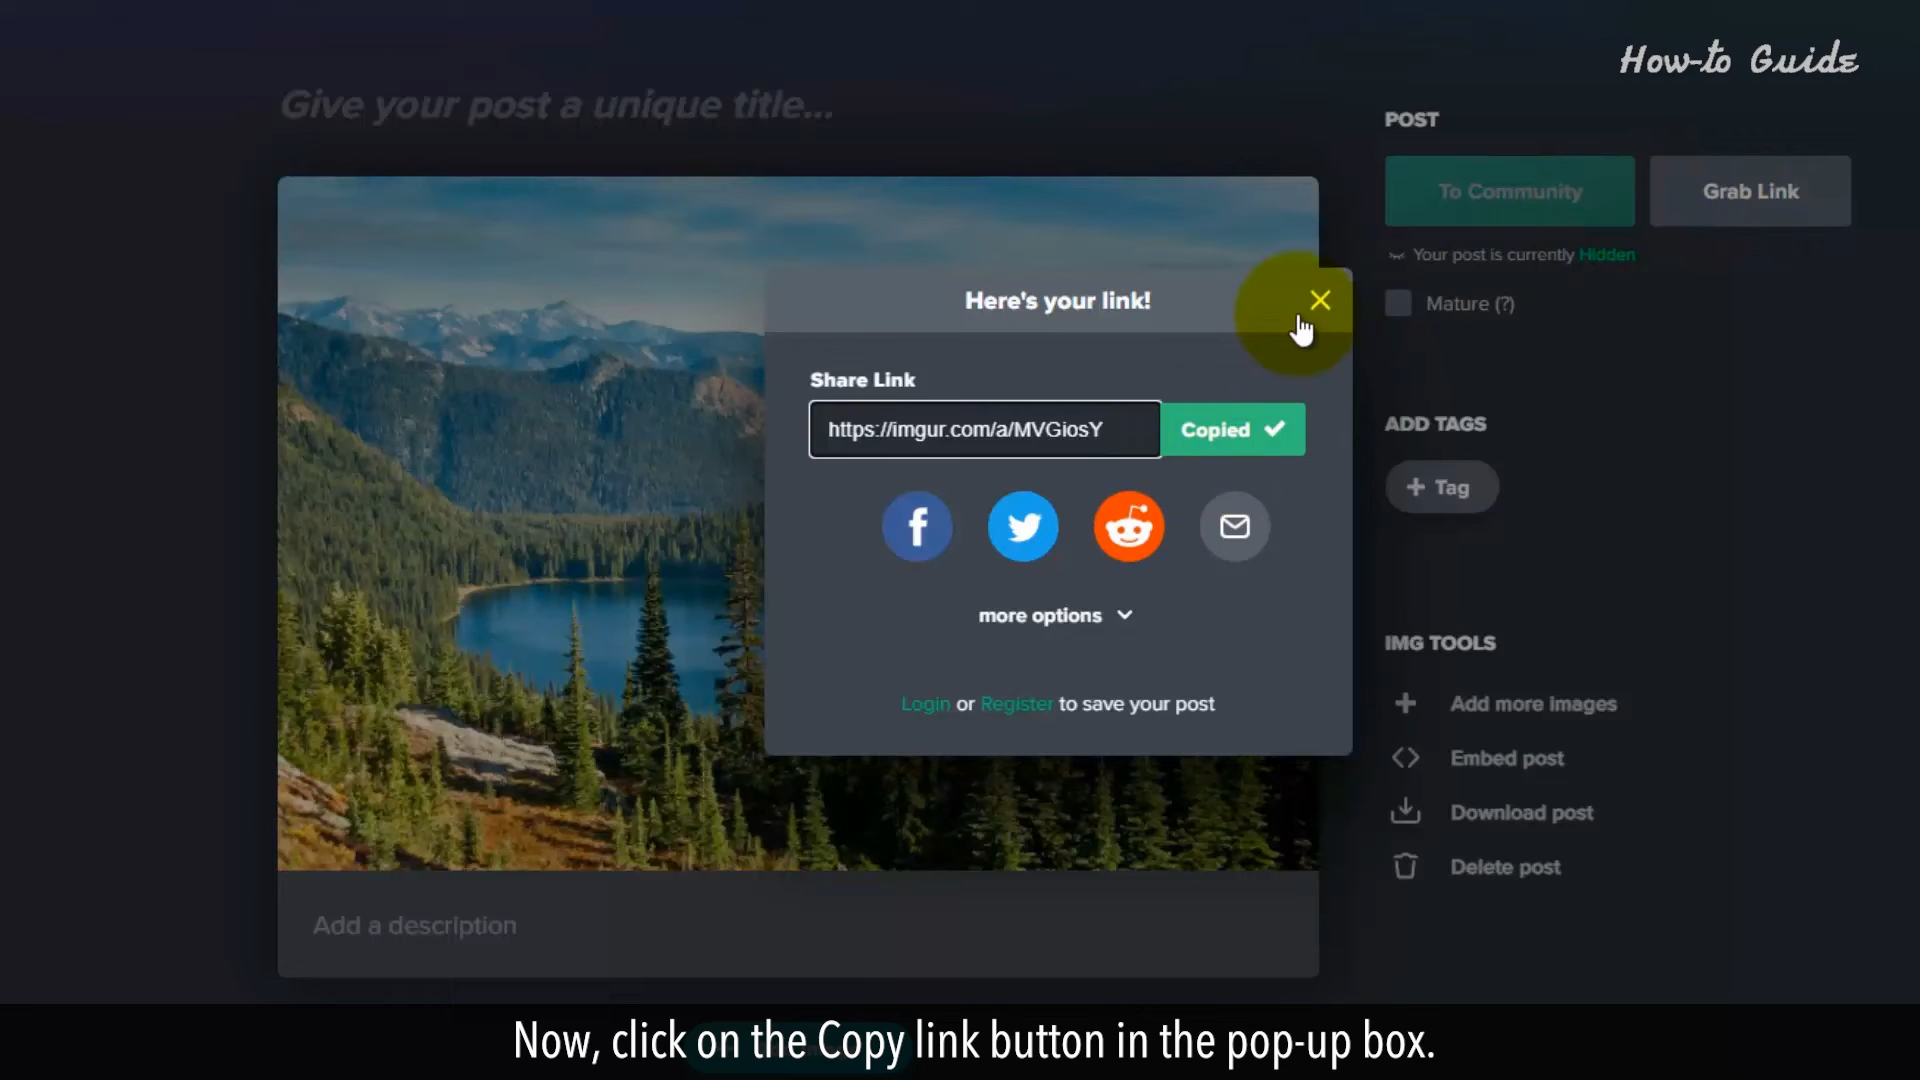 How-to Guide
Give your post a unique title...
POST
To Community
Grab Link
Your post is currently Hidden
Mature (?)
Here's your link!
Share Link
https://imgur.com/a/MVGiosY
Copied
more options
Login or Register to save your post
ADD TAGS
+ Tag
IMG TOOLS
Add more images
Embed post
Download post
Delete post
Add a description
Now, click on the Copy link button in the pop-up box.